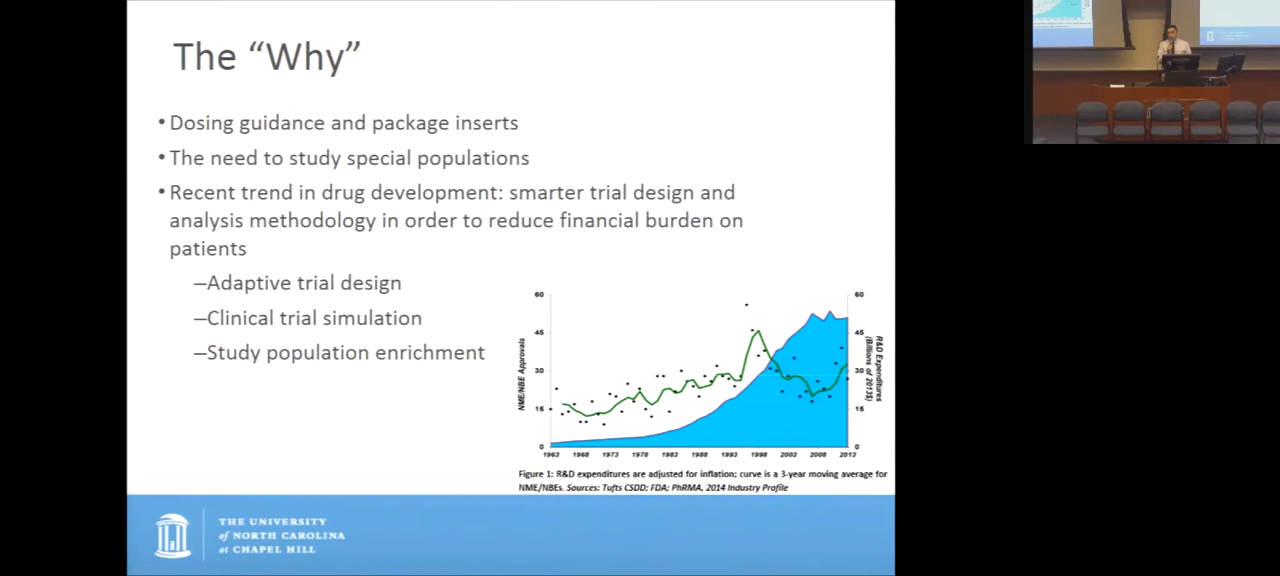 The “Why”
• Dosing guidance and package inserts
• The need to study special populations
• Recent trend in drug development: smarter trial design and
analysis methodology in order to reduce financial burden on
patients
–Adaptive trial design
–Clinical trial simulation
–Study population enrichment
60
45
30
15
0
NME/NBE Approvals
60
45
30
15
0
R&D Expenditures
(Billions of 2013$)
1963 1968 1973 1978 1983 1988 1993 1998 2003 2008 2013
Figure 1: R&D expenditures are adjusted for inflation; curve is a 3-year moving average for
NME/NBEs. Sources: Tufts CSDD; FDA; PhRMA, 2014 Industry Profile
THE UNIVERSITY
of NORTH CAROLINA
at CHAPEL HILL